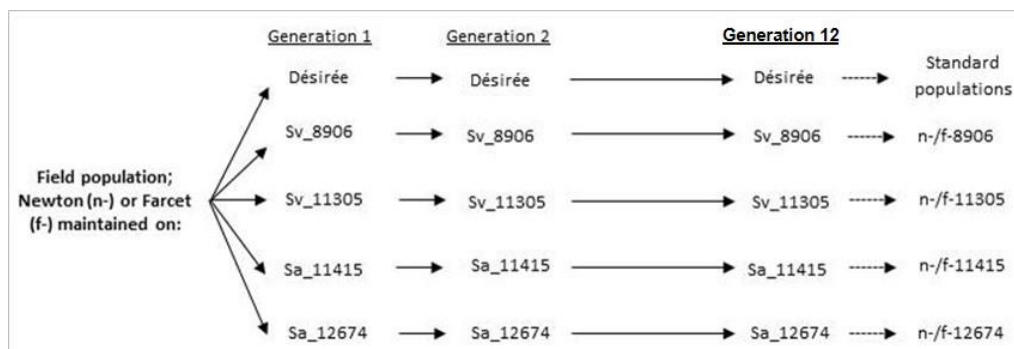 Generation 1 Generation 2 Generation 12
Désirée Désirée Désirée Standard
populations
Sv_8906 Sv_8906 Sv_8906 n-/f-8906
Field population;
Newton (n-) or Farcet
(f-) maintained on:
Sv_11305 Sv_11305 Sv_11305 n-/f-11305
Sa_11415 Sa_11415 Sa_11415 n-/f-11415
Sa_12674 Sa_12674 Sa_12674 n-/f-12674